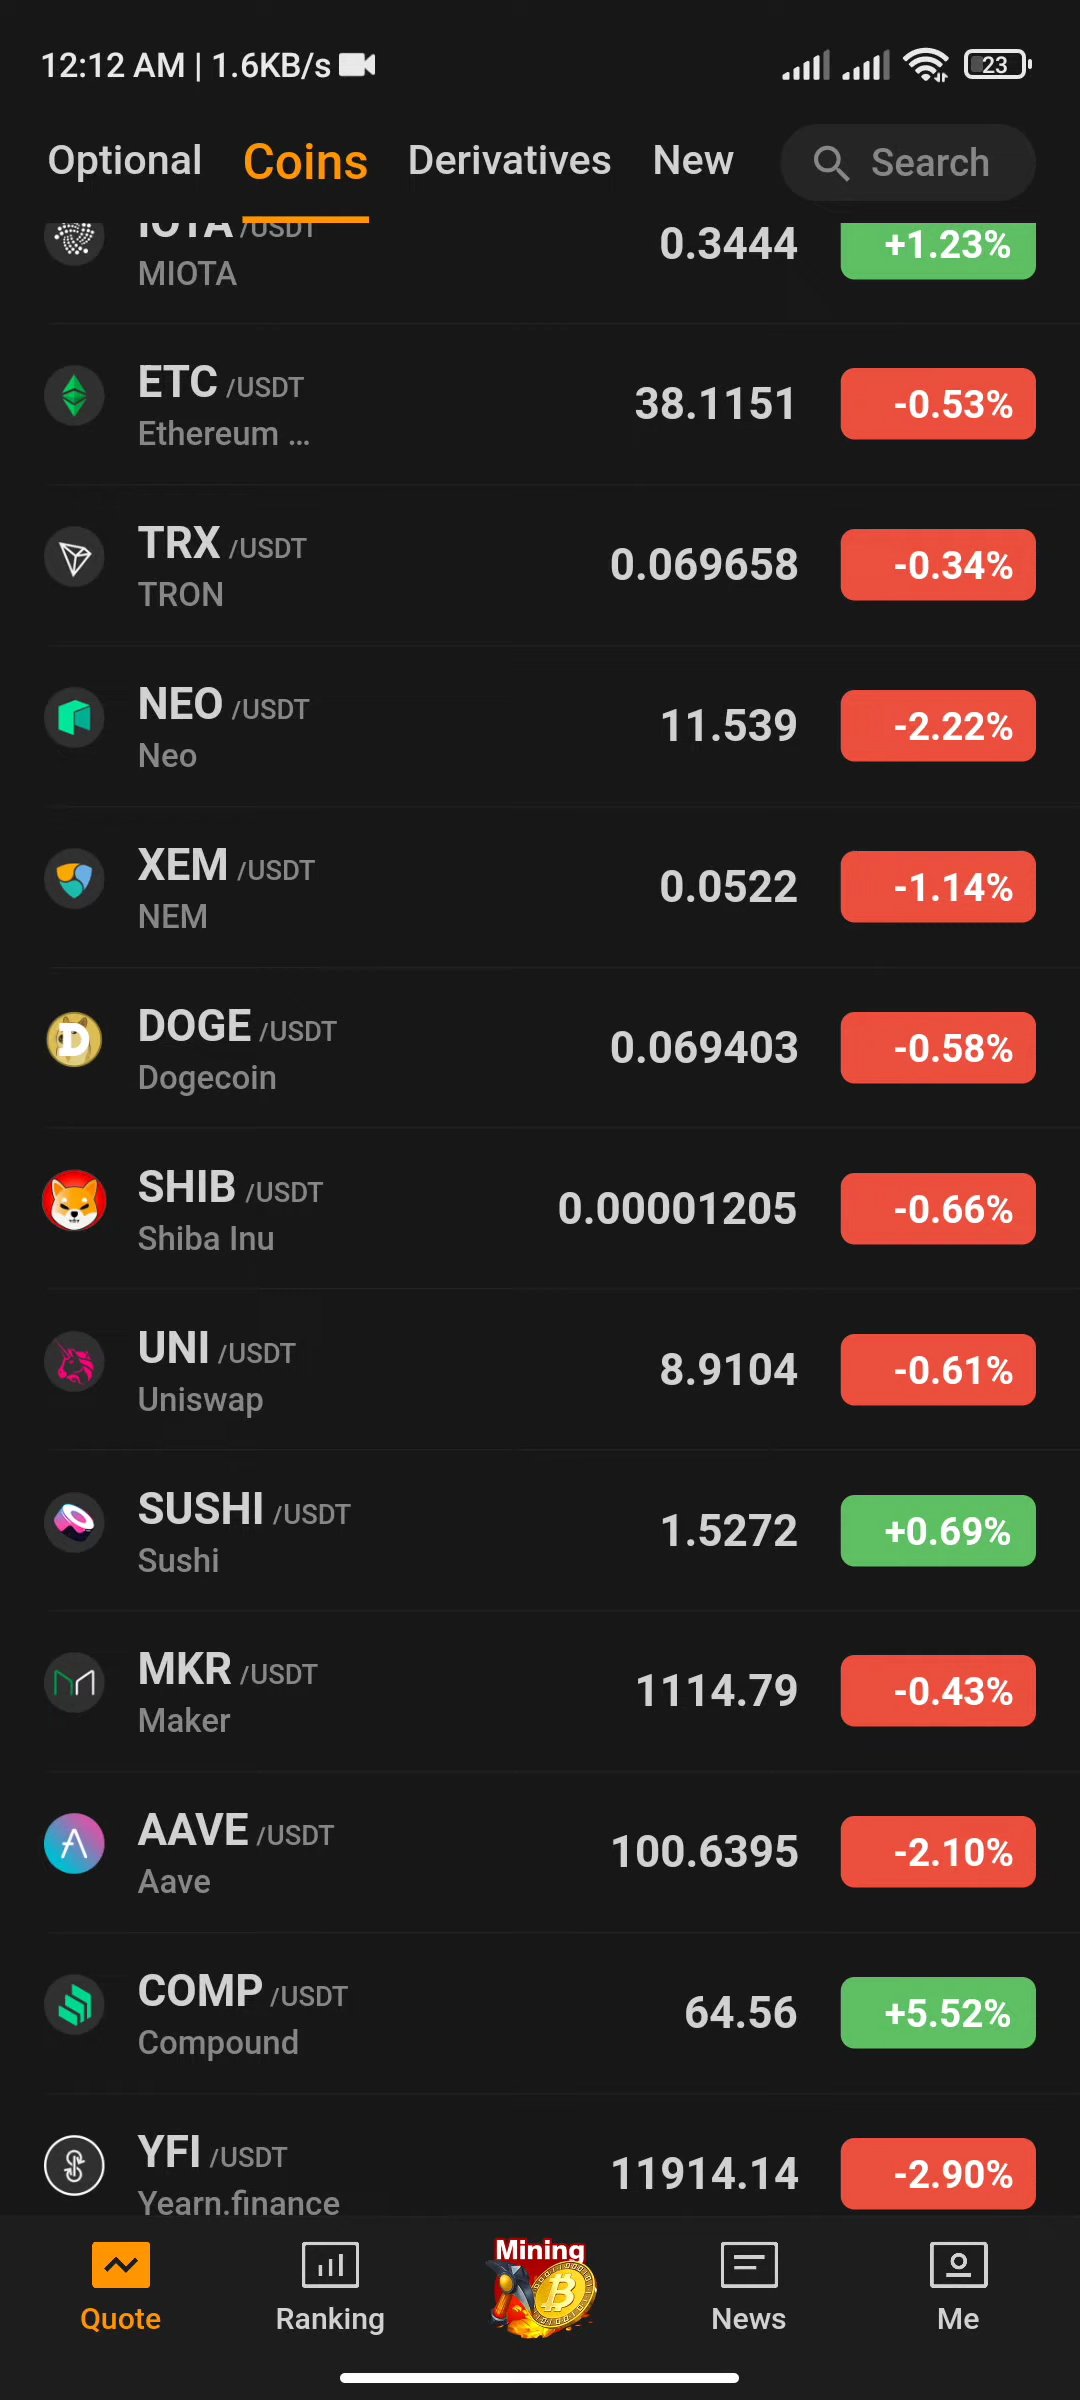 12:12 AM | 1.6KB/s
23
Optional Coins Derivatives New Search
IOTA /USDT
0.3444 +1.23%
MIOTA
ETC /USDT
38.1151 -0.53%
Ethereum ...
TRX /USDT
0.069658 -0.34%
TRON
NEO /USDT
11.539 -2.22%
Neo
XEM /USDT
0.0522 -1.14%
NEM
DOGE /USDT
0.069403 -0.58%
Dogecoin
SHIB /USDT
0.00001205 -0.66%
Shiba Inu
UNI /USDT
8.9104 -0.61%
Uniswap
SUSHI /USDT
1.5272 +0.69%
Sushi
MKR /USDT
1114.79 -0.43%
Maker
AAVE /USDT
100.6395 -2.10%
Aave
COMP /USDT
64.56 +5.52%
Compound
YFI /USDT
11914.14 -2.90%
Yearn.finance
Mining
Quote Ranking News Me